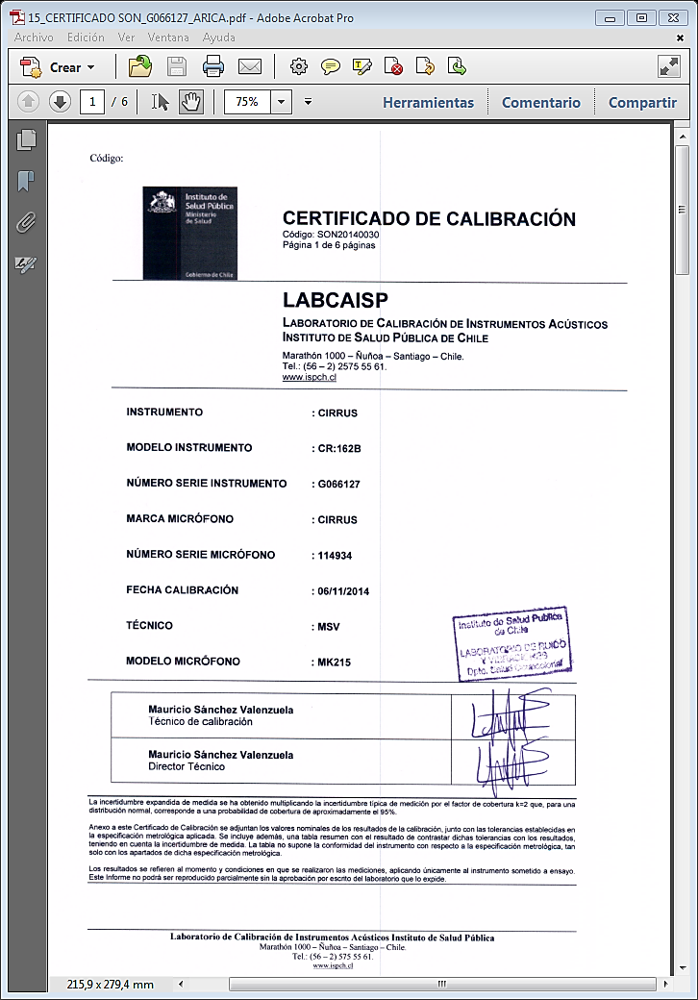 15_CERTIFICADO SON_G066127_ARICA.pdf - Adobe Acrobat Pro
Archivo Edición Ver Ventana Ayuda
Crear
1 / 6 75% Herramientas Comentario Compartir
Código:
Instituto de
Salud Pública
Ministerio
de Salud
Gobierno de Chile
CERTIFICADO DE CALIBRACIÓN
Código: SON20140030
Página 1 de 6 páginas
LABCAISP
LABORATORIO DE CALIBRACIÓN DE INSTRUMENTOS ACÚSTICOS
INSTITUTO DE SALUD PÚBLICA DE CHILE
Marathón 1000 – Ñuñoa – Santiago – Chile.
Tel.: (56 – 2) 2575 55 61.
www.ispch.cl
INSTRUMENTO : CIRRUS
MODELO INSTRUMENTO : CR:162B
NÚMERO SERIE INSTRUMENTO : G066127
MARCA MICRÓFONO : CIRRUS
NÚMERO SERIE MICRÓFONO : 114934
FECHA CALIBRACIÓN : 06/11/2014
TÉCNICO : MSV
MODELO MICRÓFONO : MK215
Instituto de Salud Pública
de Chile
LABORATORIO DE RUIDO
Y VIBRACIONES
Dpto. Salud Ocupacional
Mauricio Sánchez Valenzuela
Técnico de calibración
Mauricio Sánchez Valenzuela
Director Técnico
La incertidumbre expandida de medida se ha obtenido multiplicando la incertidumbre típica de medición por el factor de cobertura k=2 que, para una
distribución normal, corresponde a una probabilidad de cobertura de aproximadamente el 95%.
Anexo a este Certificado de Calibración se adjuntan los valores nominales de los resultados de la calibración, junto con las tolerancias establecidas en
la especificación metrológica aplicada. Se incluye además, una tabla resumen con el resultado de contrastar dichas tolerancias con los resultados,
teniendo en cuenta la incertidumbre de medida. La tabla no supone la conformidad del instrumento con respecto a la especificación metrológica, tan
solo con los apartados de dicha especificación metrológica.
Los resultados se refieren al momento y condiciones en que se realizaron las mediciones, aplicando únicamente al instrumento sometido a ensayo.
Este Informe no podrá ser reproducido parcialmente sin la aprobación por escrito del laboratorio que lo expide.
Laboratorio de Calibración de Instrumentos Acústicos Instituto de Salud Pública
Marathón 1000 – Ñuñoa – Santiago – Chile.
Tel.: (56 – 2) 575 55 61.
www.ispch.cl
215,9 x 279,4 mm